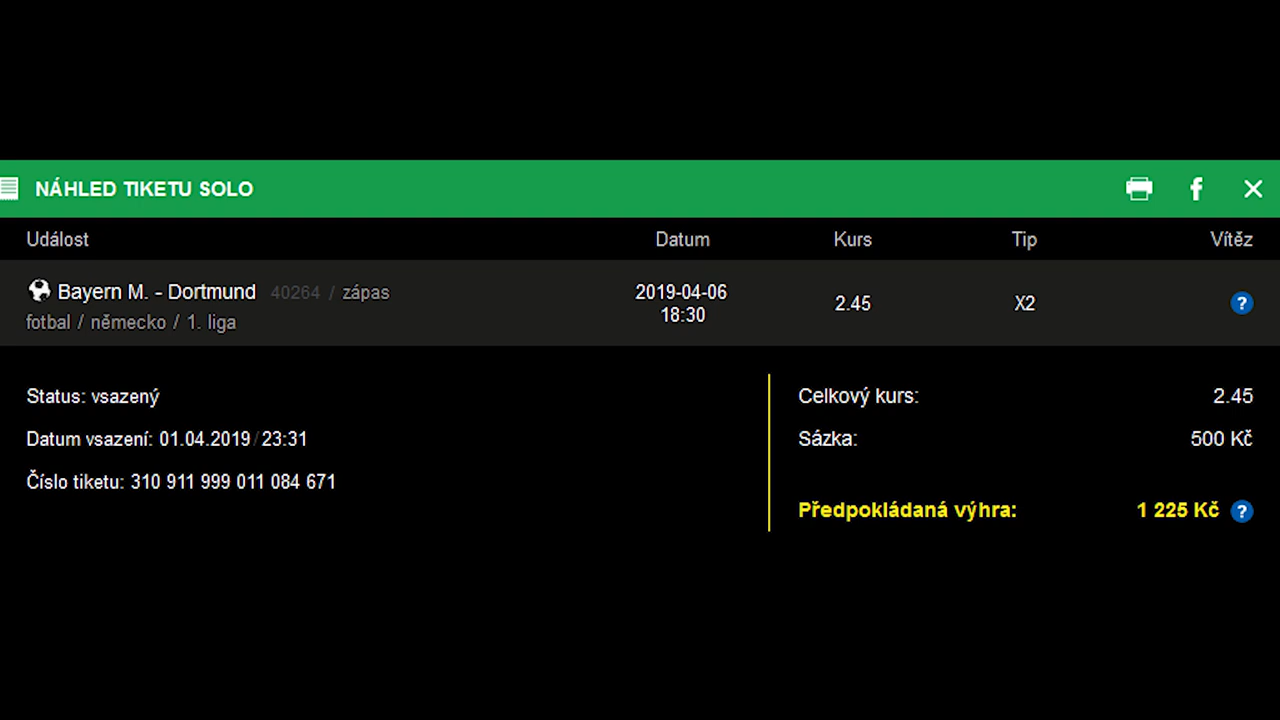 NÁHLED TIKETU SOLO
Událost Datum Kurs Tip Vítěz
Bayern M. - Dortmund 40264 / zápas 2019-04-06 18:30 2.45 X2 ?
fotbal / německo / 1. liga
Status: vsazený
Datum vsazení: 01.04.2019 / 23:31
Číslo tiketu: 310 911 999 011 084 671
Celkový kurs: 2.45
Sázka: 500 Kč
Předpokládaná výhra: 1 225 Kč ?